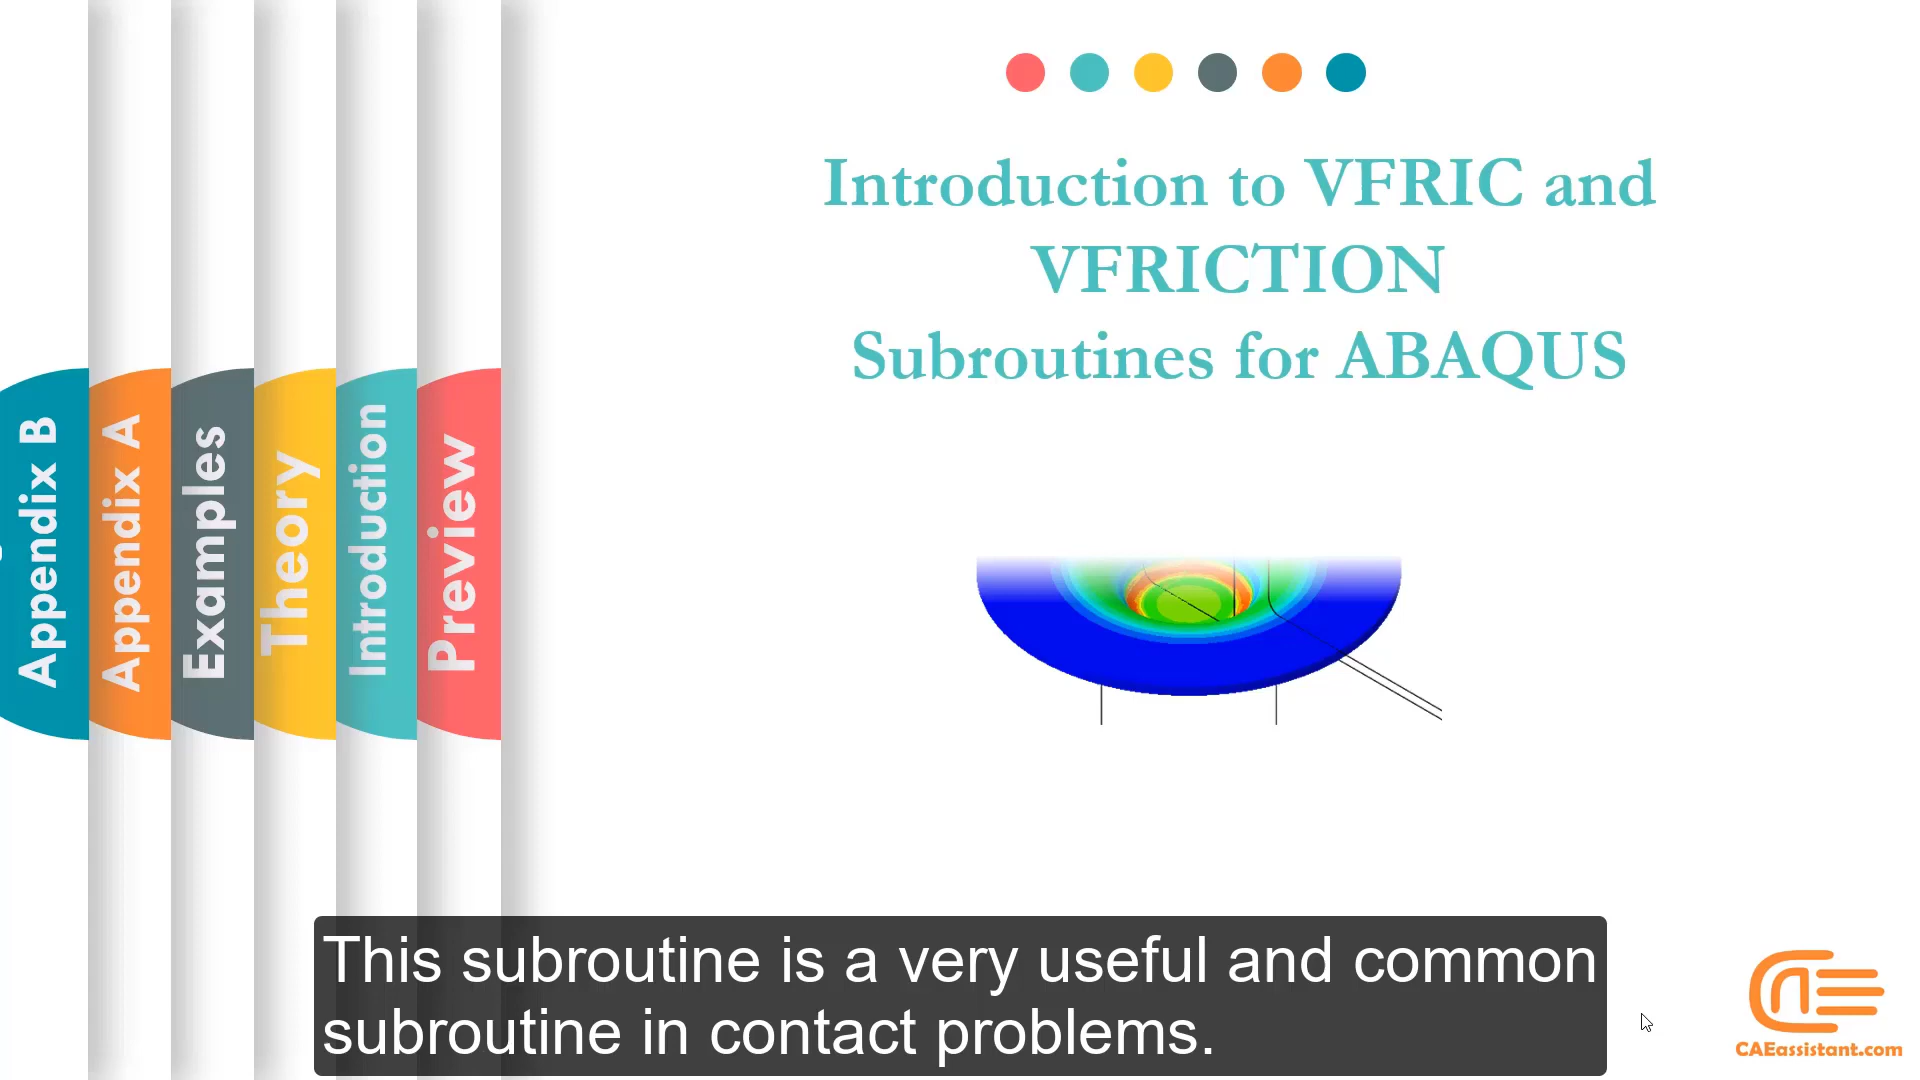 Introduction to VFRIC and
VFRICTION
Subroutines for ABAQUS
Appendix B
Appendix A
Examples
Theory
Introduction
Preview
This subroutine is a very useful and common
subroutine in contact problems.
CAEassistant.com